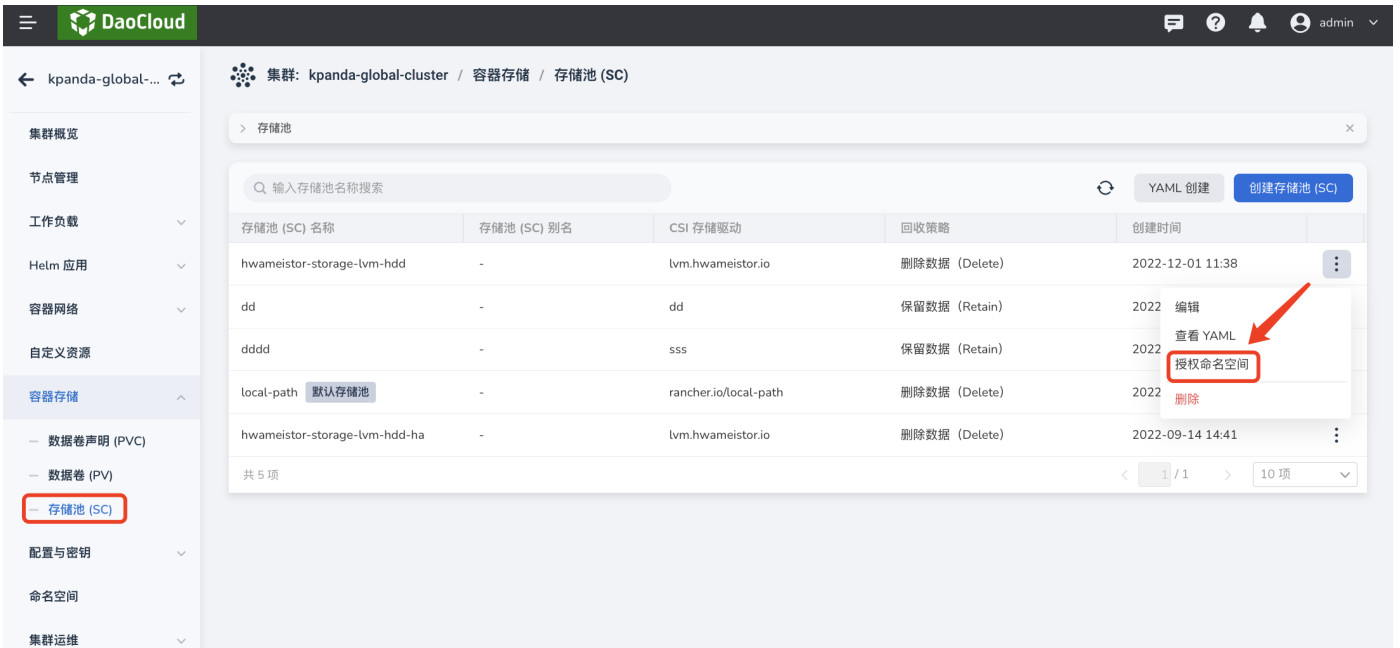 DaoCloud
admin
kpanda-global-...
集群: kpanda-global-cluster / 容器存储 / 存储池 (SC)
集群概览
节点管理
工作负载
Helm 应用
容器网络
自定义资源
容器存储
数据卷声明 (PVC)
数据卷 (PV)
存储池 (SC)
配置与密钥
命名空间
集群运维
存储池
输入存储池名称搜索
YAML 创建
创建存储池 (SC)
存储池 (SC) 名称 存储池 (SC) 别名 CSI 存储驱动 回收策略 创建时间
hwameistor-storage-lvm-hdd - lvm.hwameistor.io 删除数据（Delete） 2022-12-01 11:38
dd - dd 保留数据（Retain） 2022
dddd - sss 保留数据（Retain） 2022
local-path 默认存储池 - rancher.io/local-path 删除数据（Delete） 2022
hwameistor-storage-lvm-hdd-ha - lvm.hwameistor.io 删除数据（Delete） 2022-09-14 14:41
编辑
查看 YAML
授权命名空间
删除
共 5 项
1 / 1
10 项